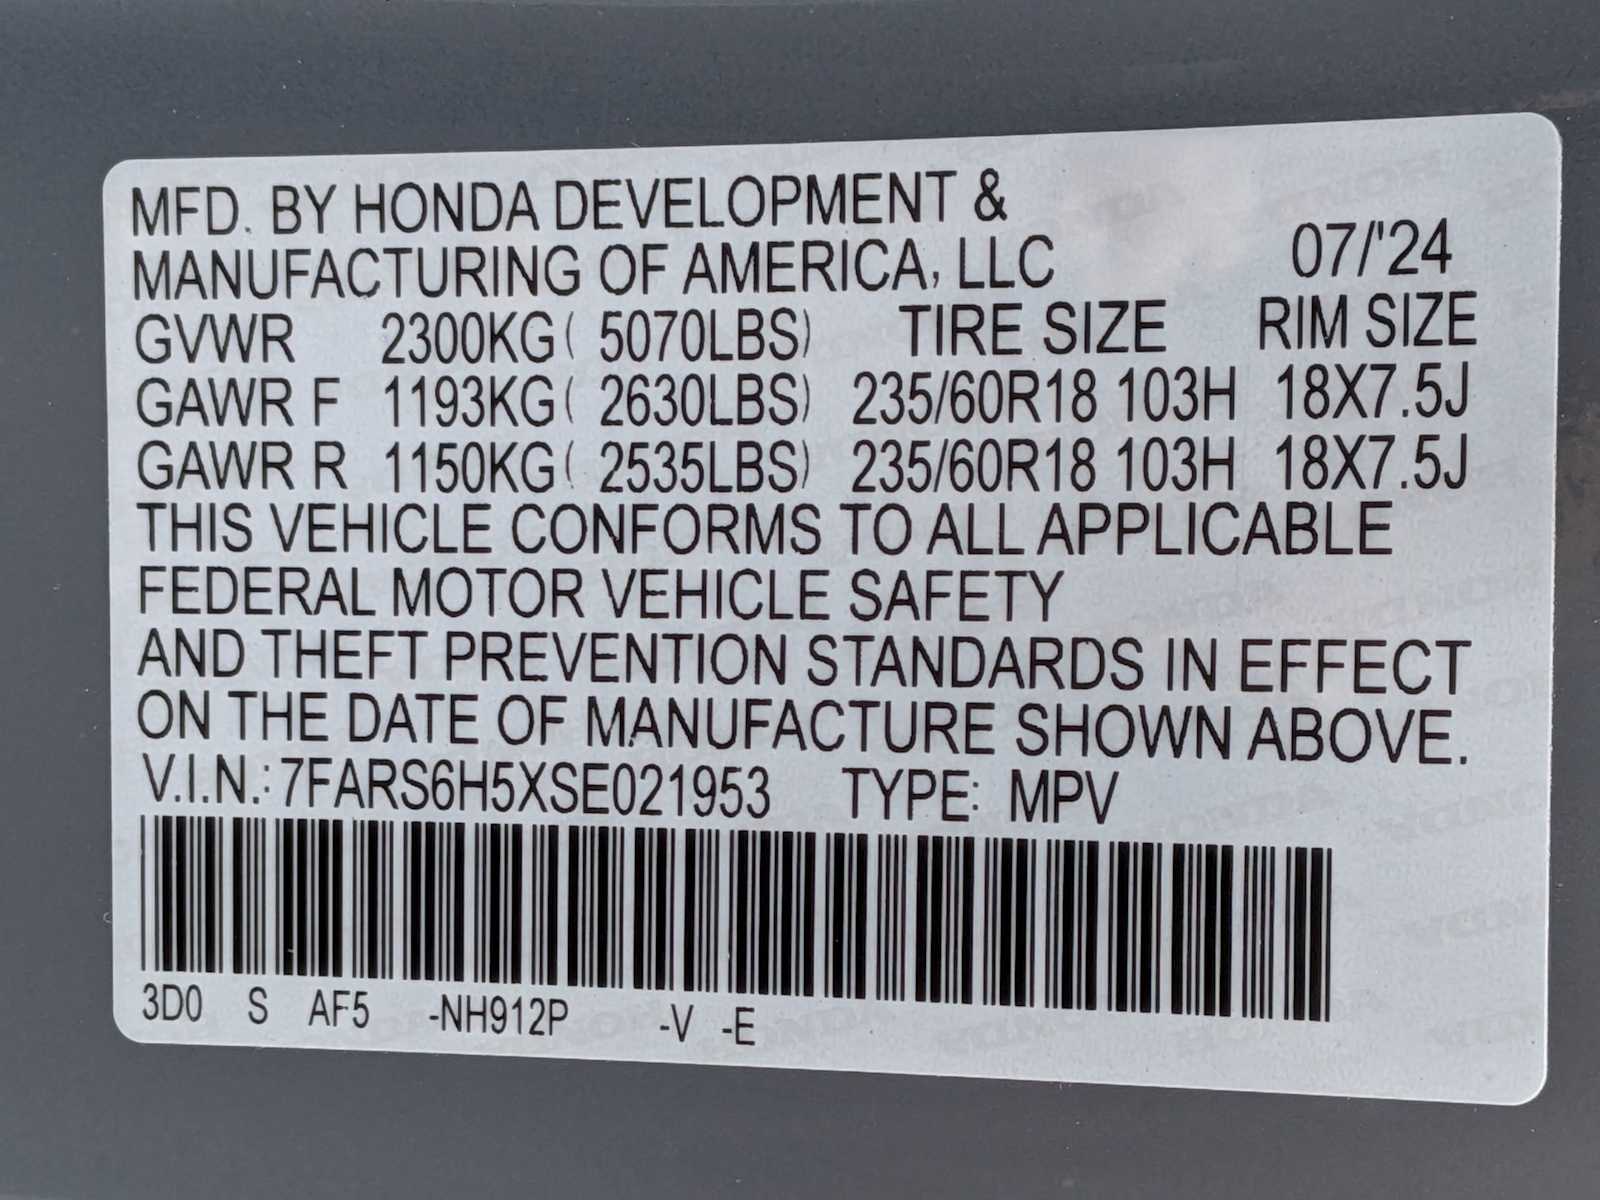 MFD. BY HONDA DEVELOPMENT &
MANUFACTURING OF AMERICA, LLC 07/'24
GVWR 2300KG( 5070LBS) TIRE SIZE RIM SIZE
GAWR F 1193KG( 2630LBS) 235/60R18 103H 18X7.5J
GAWR R 1150KG( 2535LBS) 235/60R18 103H 18X7.5J
THIS VEHICLE CONFORMS TO ALL APPLICABLE
FEDERAL MOTOR VEHICLE SAFETY
AND THEFT PREVENTION STANDARDS IN EFFECT
ON THE DATE OF MANUFACTURE SHOWN ABOVE.
V.I.N.: 7FARS6H5XSE021953 TYPE: MPV
3D0 S AF5 -NH912P -V -E